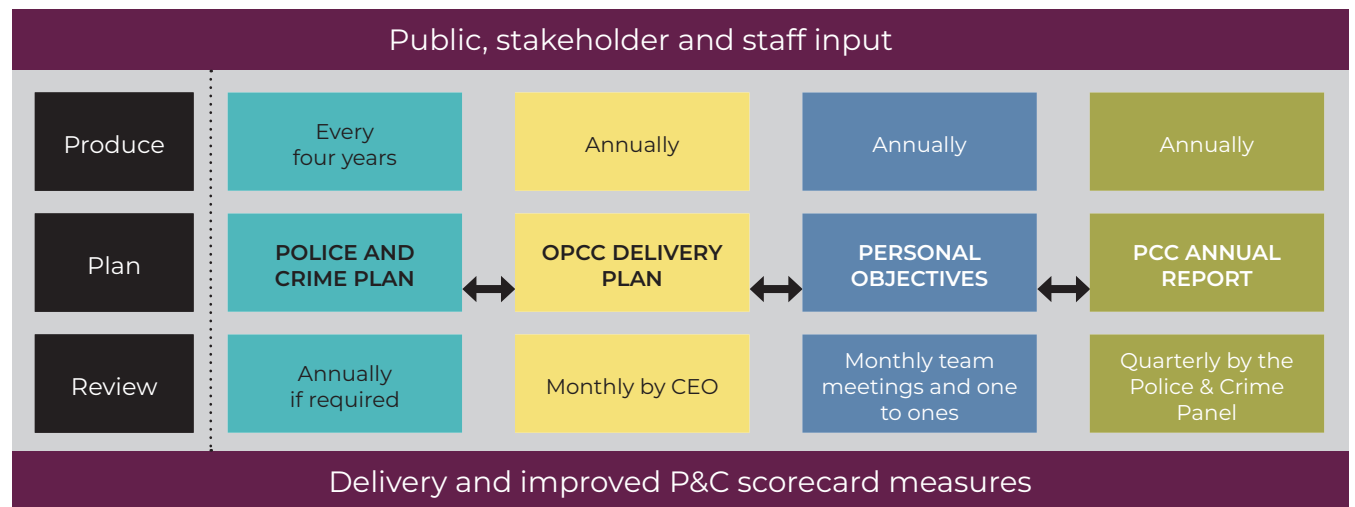 Public, stakeholder and staff input
Produce
Every
four years
Annually
Annually
Annually
Plan
POLICE AND
CRIME PLAN
OPCC DELIVERY
PLAN
PERSONAL
OBJECTIVES
PCC ANNUAL
REPORT
Review
Annually
if required
Monthly by CEO
Monthly team
meetings and one
to ones
Quarterly by the
Police & Crime
Panel
Delivery and improved P&C scorecard measures